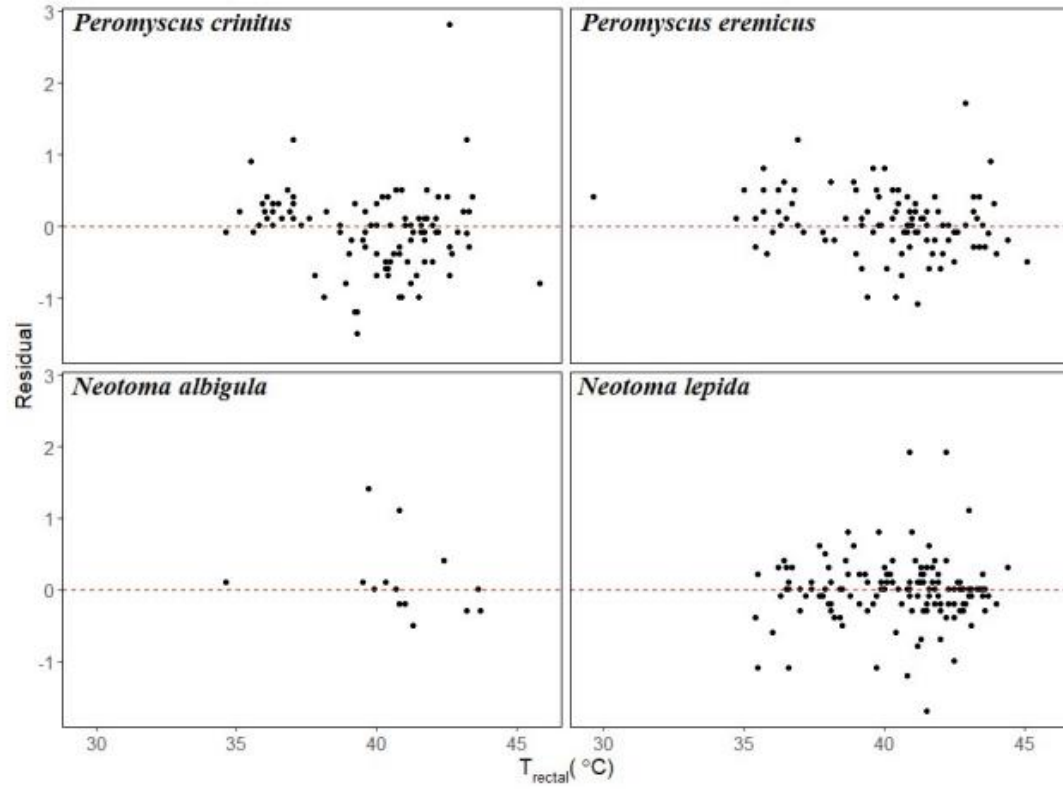 Peromyscus crinitus
Peromyscus eremicus
3
2
1
0
-1
Neotoma albigula
Neotoma lepida
3
2
1
0
-1
Residual
30 35 40 45 30 35 40 45
Trectal( °C)